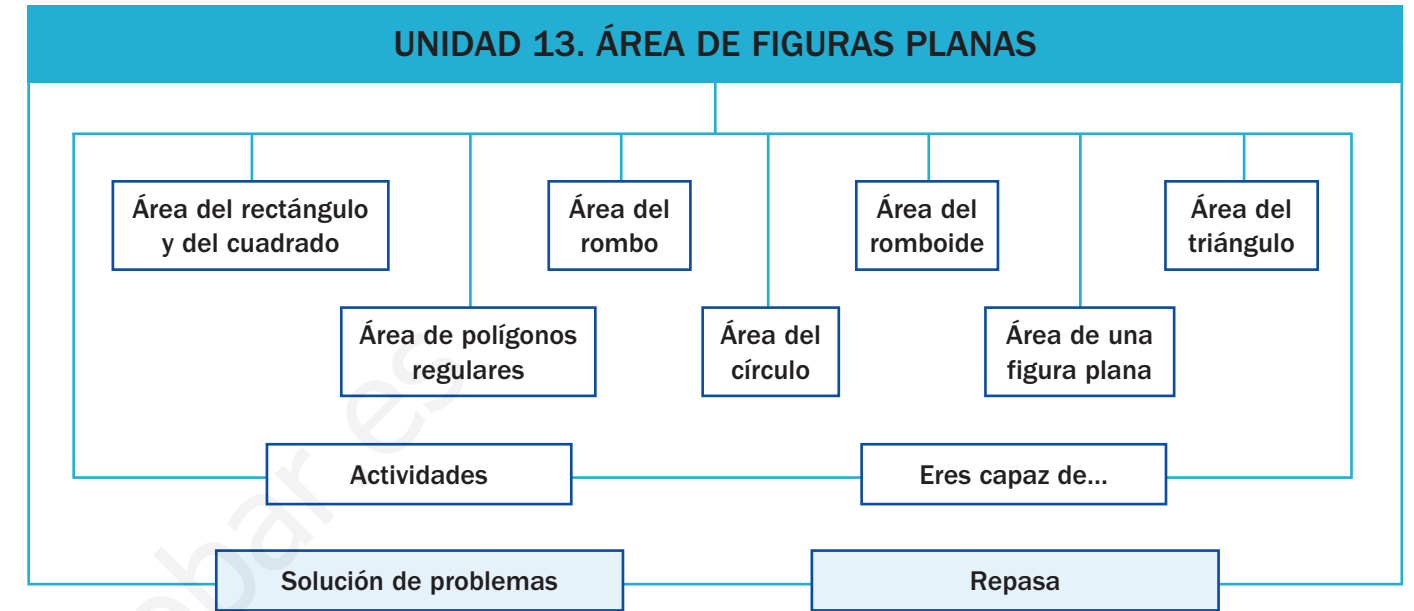 UNIDAD 13. ÁREA DE FIGURAS PLANAS
Área del rectángulo
y del cuadrado
Área del
rombo
Área del
romboide
Área del
triángulo
Área de polígonos
regulares
Área del
círculo
Área de una
figura plana
Actividades
Eres capaz de...
Solución de problemas
Repasa